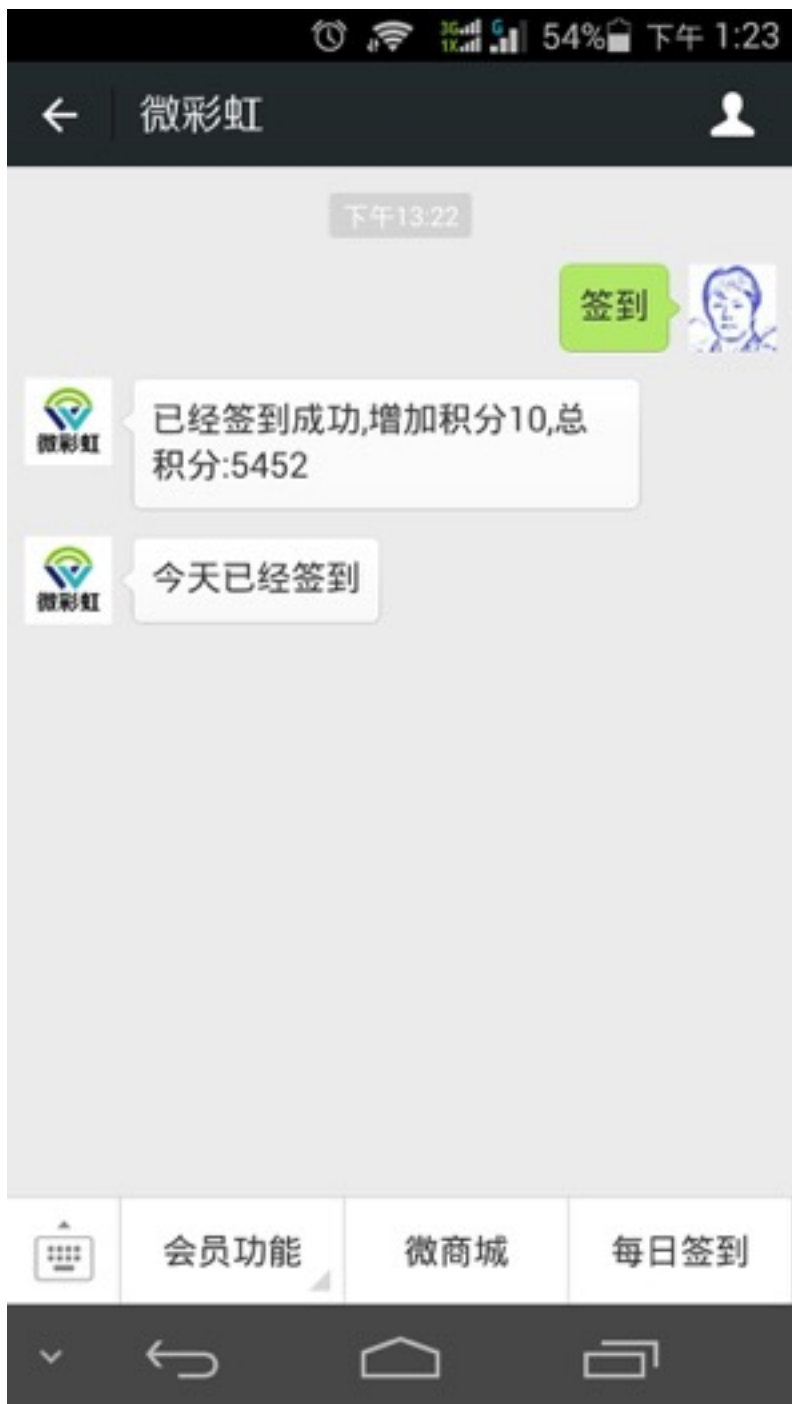 3G 1X G 54% 下午 1:23
微彩虹
下午13:22
签到
微彩虹
已经签到成功,增加积分10,总
积分:5452
微彩虹
今天已经签到
会员功能
微商城
每日签到